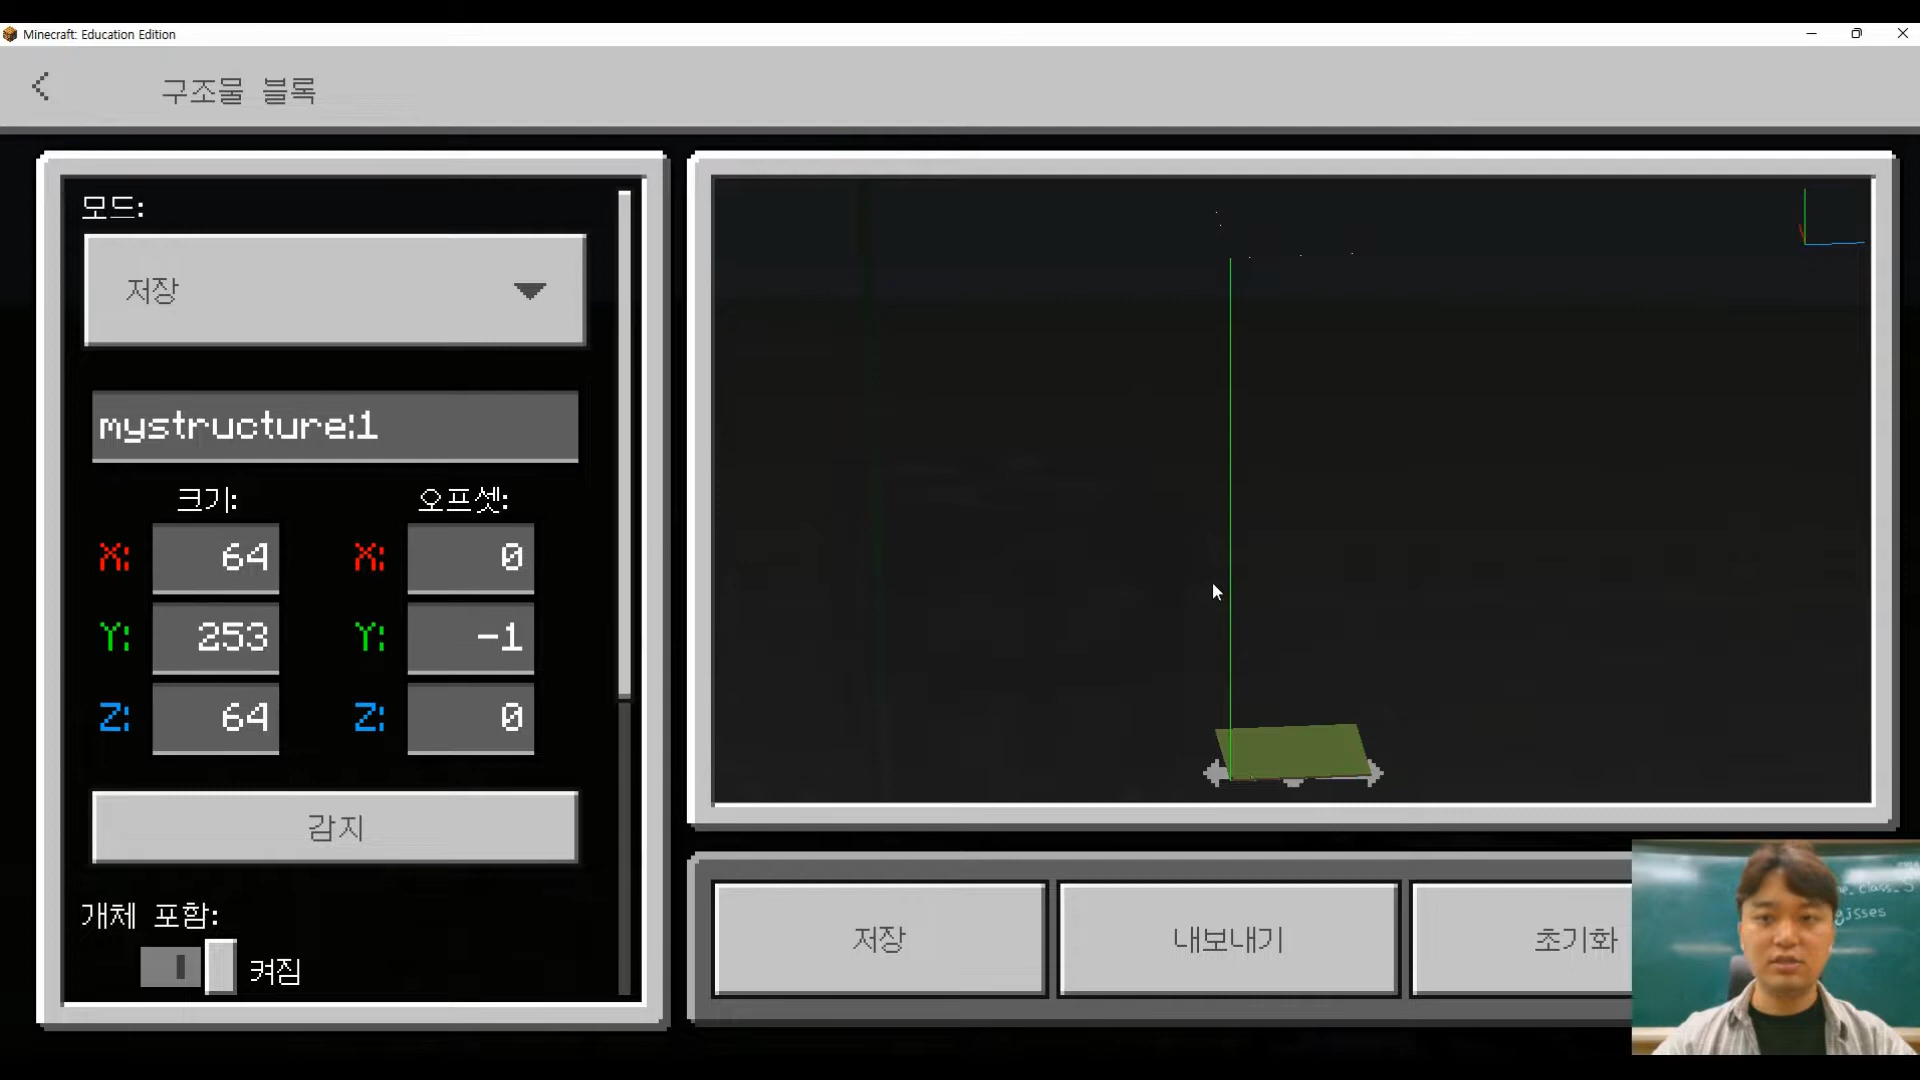 Minecraft: Education Edition
구조물 블록
모드:
저장
mystructure:1
크기: 오프셋:
X: 64 X: 0
Y: 253 Y: -1
Z: 64 Z: 0
감지
개체 포함:
켜짐
저장 내보내기 초기화